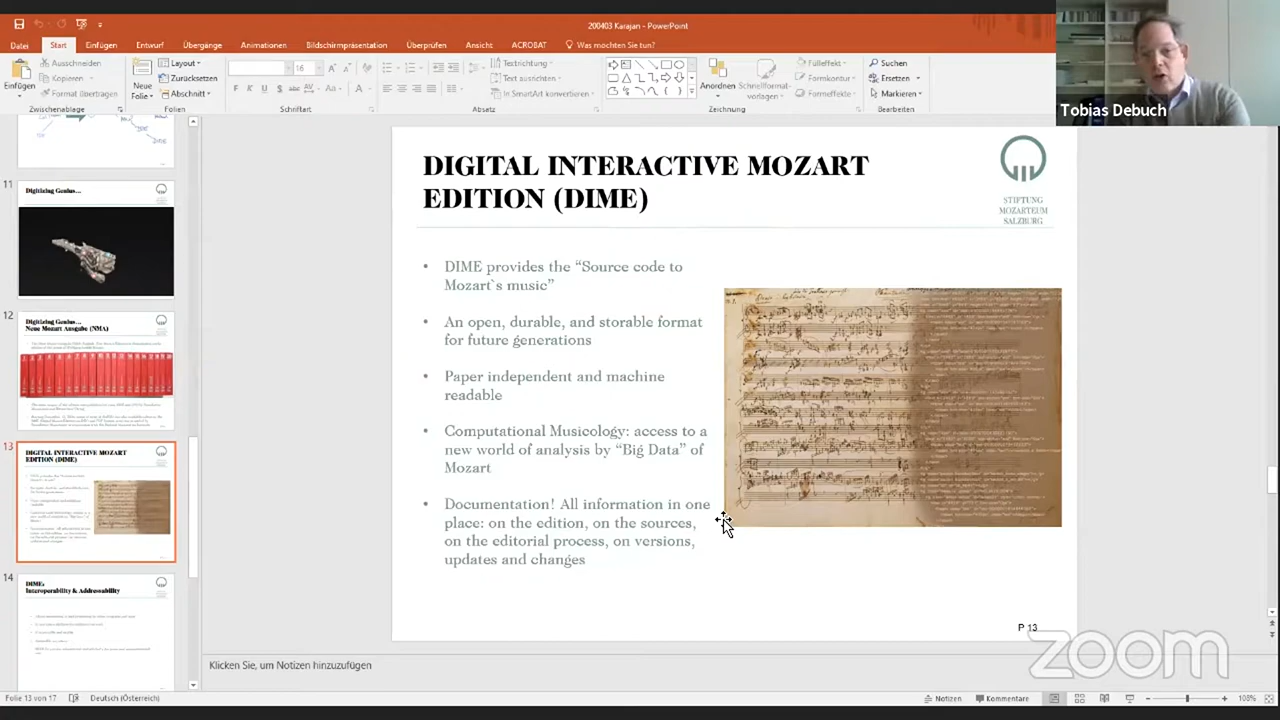 200403 Karajan - PowerPoint
Datei Start Einfügen Entwurf Übergänge Animationen Bildschirmpräsentation Überprüfen Ansicht ACROBAT Was möchten Sie tun?
Einfügen
Ausschneiden
Kopieren
Format übertragen
Zwischenablage
Neue Folie
Layout
Zurücksetzen
Abschnitt
Folien
16
F K U S
Schriftart
Textrichtung
Text ausrichten
In SmartArt konvertieren
Absatz
Anordnen
Schnellformat-
vorlagen
Fülleffekt
Formkontur
Formeffekte
Zeichnung
Suchen
Ersetzen
Markieren
Bearbeiten
Tobias Debuch
11
Digitizing Genius...
12
Digitizing Genius...
Neue Mozart Ausgabe (NMA)
13
DIGITAL INTERACTIVE MOZART
EDITION (DIME)
14
DIME:
Interoperability & Addressability
DIGITAL INTERACTIVE MOZART
EDITION (DIME)
STIFTUNG
MOZARTEUM
SALZBURG
• DIME provides the “Source code to
Mozart`s music”
• An open, durable, and storable format
for future generations
• Paper independent and machine
readable
• Computational Musicology: access to a
new world of analysis by “Big Data” of
Mozart
• Documentation! All information in one
place: on the edition, on the sources,
on the editorial process, on versions,
updates and changes
P 13
zoom
Klicken Sie, um Notizen hinzuzufügen
Folie 13 von 17 Deutsch (Österreich) Notizen Kommentare 108%